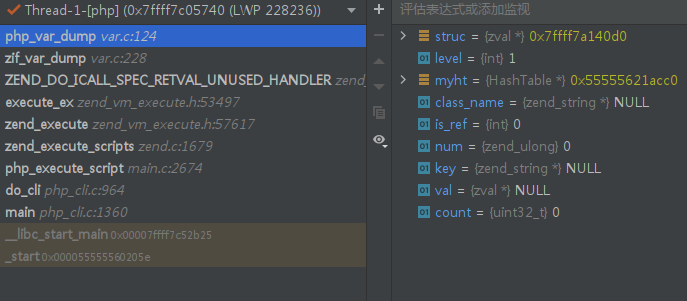 Thread-1-[php] (0x7ffff7c05740 (LWP 228236))
php_var_dump var.c:124
zif_var_dump var.c:228
ZEND_DO_ICALL_SPEC_RETVAL_UNUSED_HANDLER zend_
execute_ex zend_vm_execute.h:53497
zend_execute zend_vm_execute.h:57617
zend_execute_scripts zend.c:1679
php_execute_script main.c:2674
do_cli php_cli.c:964
main php_cli.c:1360
__libc_start_main 0x00007ffff7c52b25
_start 0x000055555560205e
评估表达式或添加监视
struc = {zval *} 0x7ffff7a140d0
level = {int} 1
myht = {HashTable *} 0x55555621acc0
class_name = {zend_string *} NULL
is_ref = {int} 0
num = {zend_ulong} 0
key = {zend_string *} NULL
val = {zval *} NULL
count = {uint32_t} 0